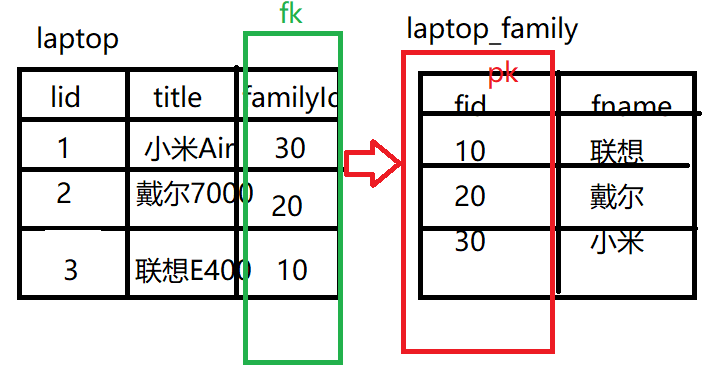 fk
laptop
lid title familyId
1 小米Air 30
2 戴尔7000 20
3 联想E400 10
laptop_family
pk
fid fname
10 联想
20 戴尔
30 小米